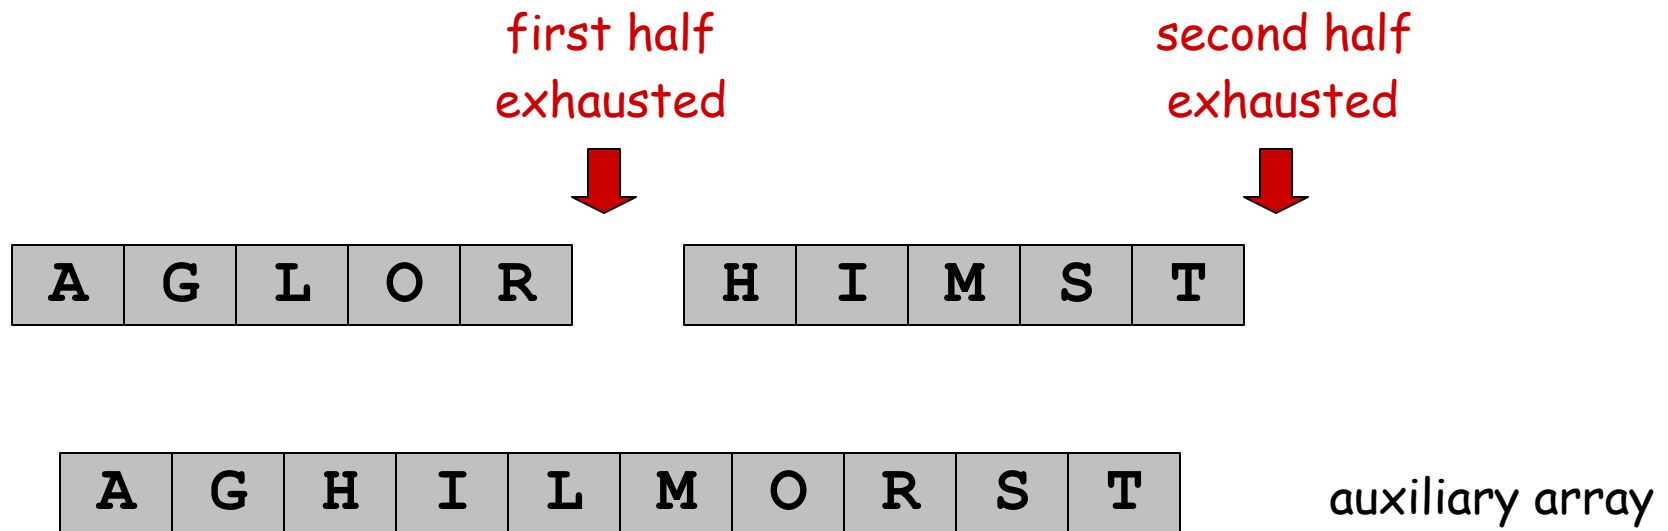 first half second half
exhausted exhausted
A G L O R H I M S T
A G H I L M O R S T auxiliary array